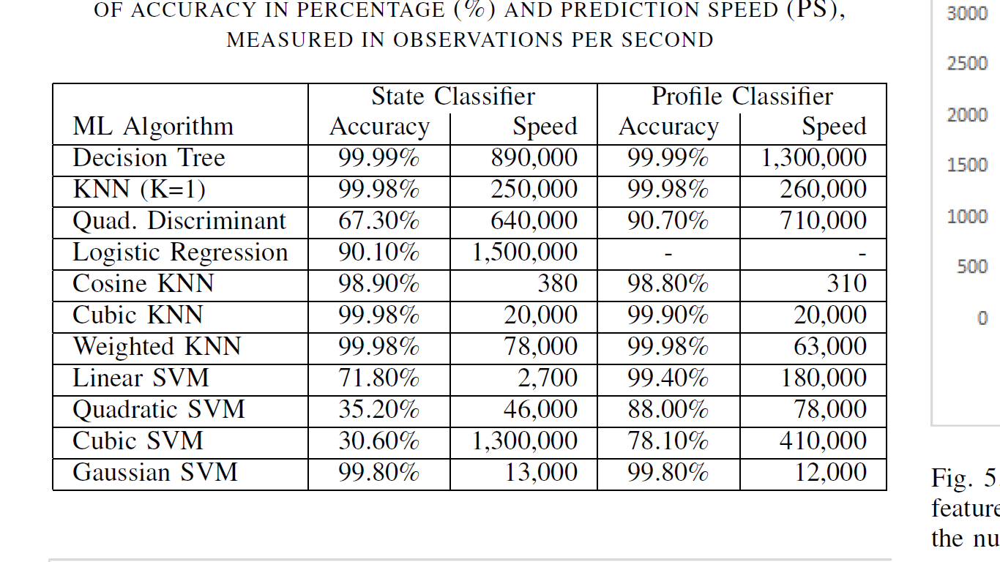 OF ACCURACY IN PERCENTAGE (%) AND PREDICTION SPEED (PS),
MEASURED IN OBSERVATIONS PER SECOND
State Classifier Profile Classifier
ML Algorithm Accuracy Speed Accuracy Speed
Decision Tree 99.99% 890,000 99.99% 1,300,000
KNN (K=1) 99.98% 250,000 99.98% 260,000
Quad. Discriminant 67.30% 640,000 90.70% 710,000
Logistic Regression 90.10% 1,500,000 - -
Cosine KNN 98.90% 380 98.80% 310
Cubic KNN 99.98% 20,000 99.90% 20,000
Weighted KNN 99.98% 78,000 99.98% 63,000
Linear SVM 71.80% 2,700 99.40% 180,000
Quadratic SVM 35.20% 46,000 88.00% 78,000
Cubic SVM 30.60% 1,300,000 78.10% 410,000
Gaussian SVM 99.80% 13,000 99.80% 12,000
3000
2500
2000
1500
1000
500
0
Fig. 5.
feature
the nu